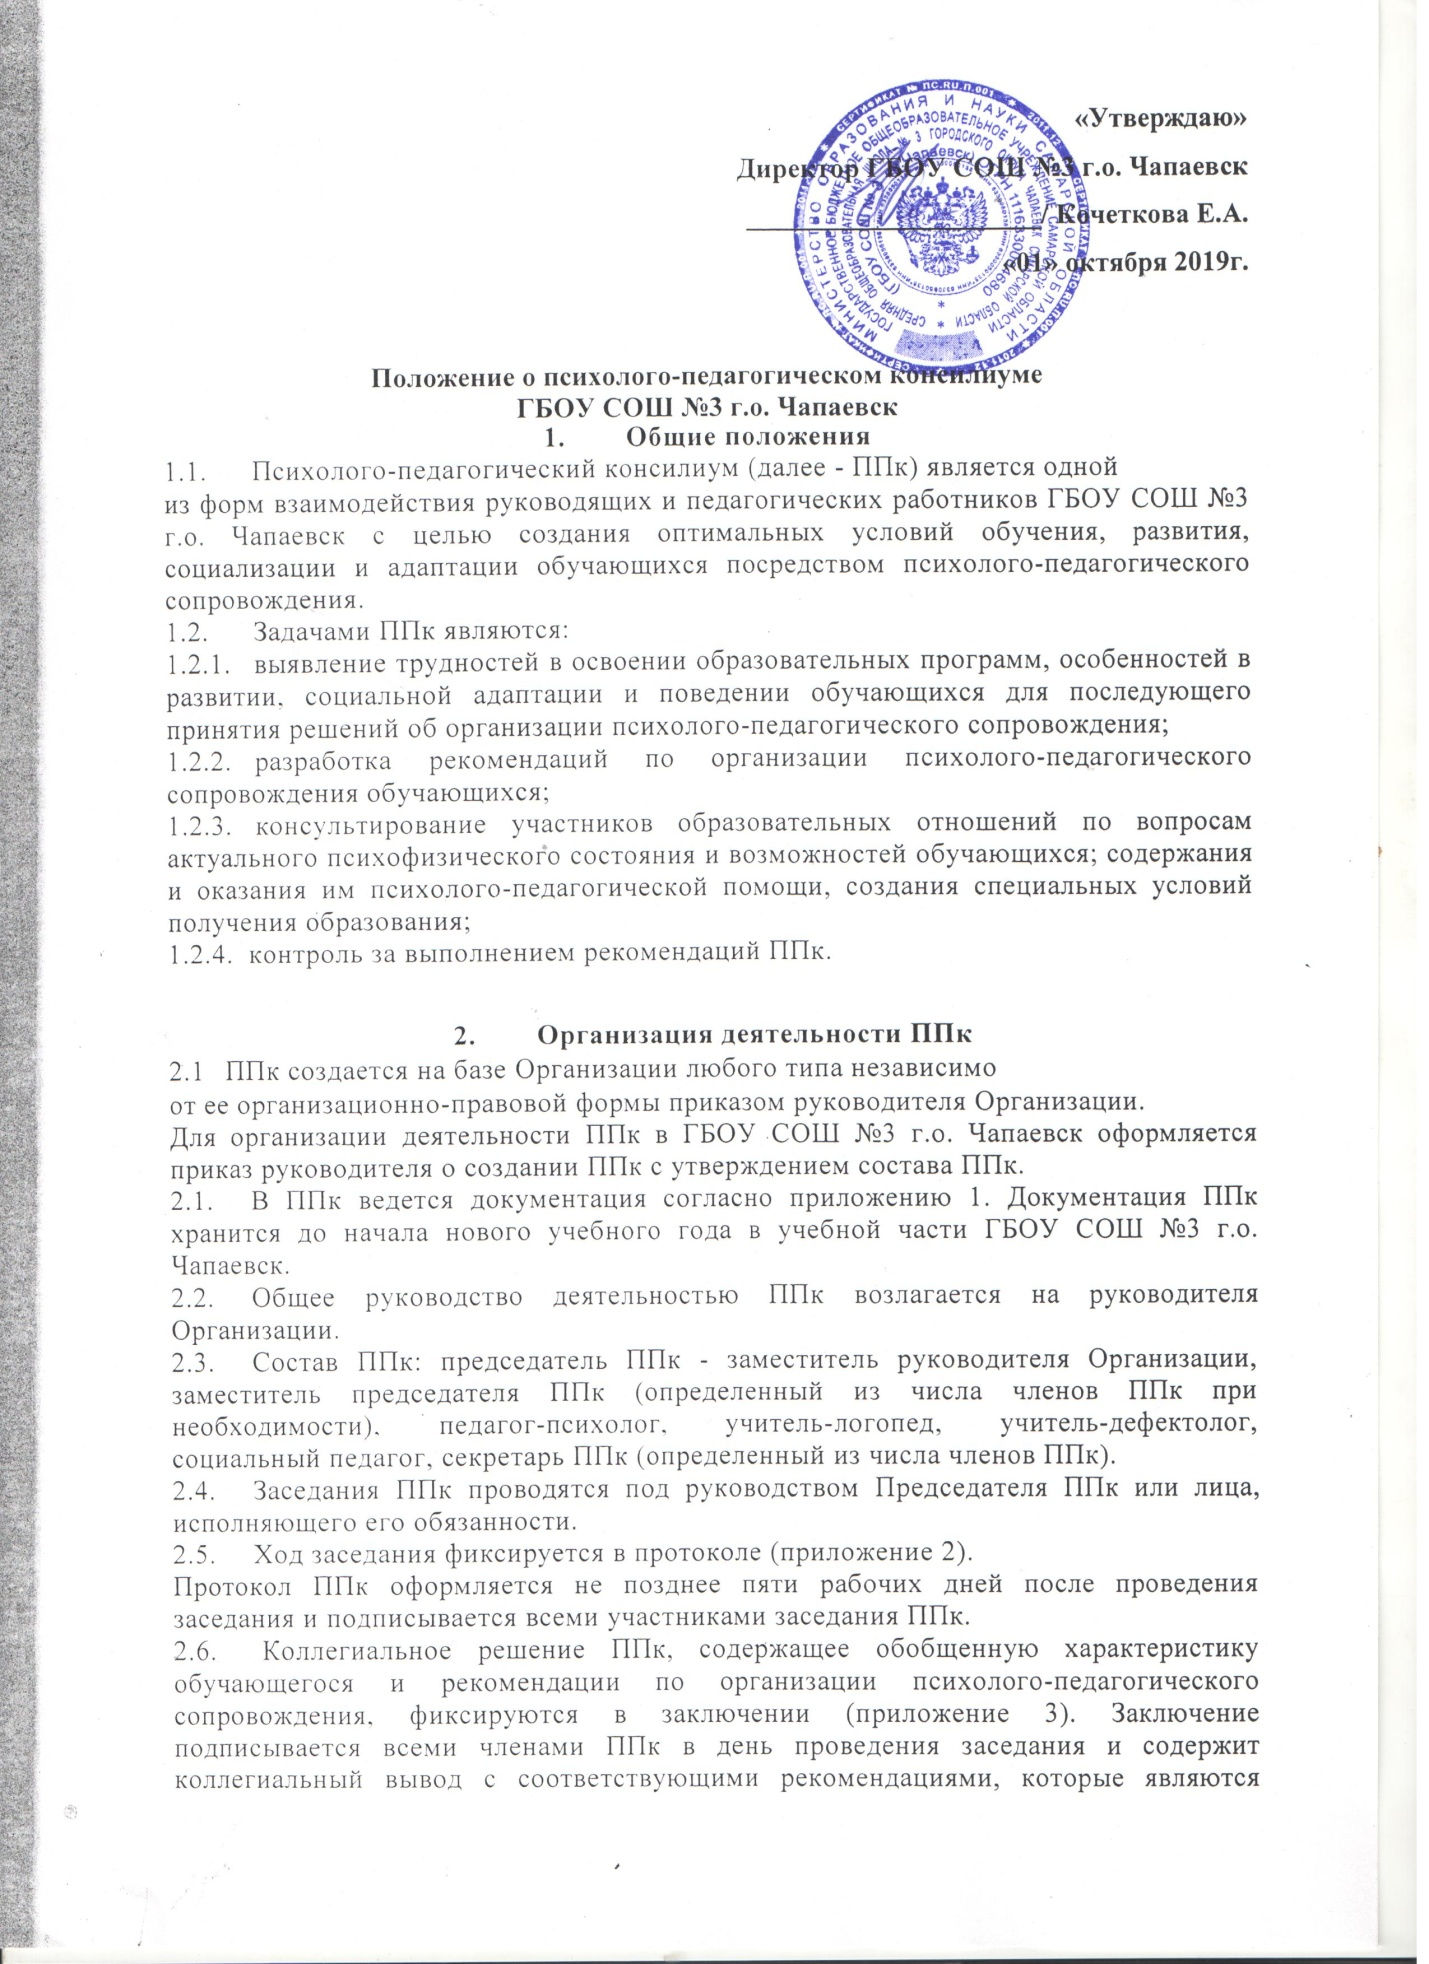 «Утверждаю»
Директор ГБОУ СОШ №3 г.о. Чапаевск
/ Кочеткова Е.А.
«01» октября 2019г.
МИНИСТЕРСТВО ОБРАЗОВАНИЯ И НАУКИ САМАРСКОЙ ОБЛАСТИ
ГОСУДАРСТВЕННОЕ БЮДЖЕТНОЕ ОБЩЕОБРАЗОВАТЕЛЬНОЕ УЧРЕЖДЕНИЕ САМАРСКОЙ ОБЛАСТИ
Положение о психолого-педагогическом консилиуме
ГБОУ СОШ №3 г.о. Чапаевск
1. Общие положения
1.1. Психолого-педагогический консилиум (далее - ППк) является одной
из форм взаимодействия руководящих и педагогических работников ГБОУ СОШ №3
г.о. Чапаевск с целью создания оптимальных условий обучения, развития,
социализации и адаптации обучающихся посредством психолого-педагогического
сопровождения.
1.2. Задачами ППк являются:
1.2.1. выявление трудностей в освоении образовательных программ, особенностей в
развитии, социальной адаптации и поведении обучающихся для последующего
принятия решений об организации психолого-педагогического сопровождения;
1.2.2. разработка рекомендаций по организации психолого-педагогического
сопровождения обучающихся;
1.2.3. консультирование участников образовательных отношений по вопросам
актуального психофизического состояния и возможностей обучающихся; содержания
и оказания им психолого-педагогической помощи, создания специальных условий
получения образования;
1.2.4. контроль за выполнением рекомендаций ППк.
2. Организация деятельности ППк
2.1 ППк создается на базе Организации любого типа независимо
от ее организационно-правовой формы приказом руководителя Организации.
Для организации деятельности ППк в ГБОУ СОШ №3 г.о. Чапаевск оформляется
приказ руководителя о создании ППк с утверждением состава ППк.
2.1. В ППк ведется документация согласно приложению 1. Документация ППк
хранится до начала нового учебного года в учебной части ГБОУ СОШ №3 г.о.
Чапаевск.
2.2. Общее руководство деятельностью ППк возлагается на руководителя
Организации.
2.3. Состав ППк: председатель ППк - заместитель руководителя Организации,
заместитель председателя ППк (определенный из числа членов ППк при
необходимости), педагог-психолог, учитель-логопед, учитель-дефектолог,
социальный педагог, секретарь ППк (определенный из числа членов ППк).
2.4. Заседания ППк проводятся под руководством Председателя ППк или лица,
исполняющего его обязанности.
2.5. Ход заседания фиксируется в протоколе (приложение 2).
Протокол ППк оформляется не позднее пяти рабочих дней после проведения
заседания и подписывается всеми участниками заседания ППк.
2.6. Коллегиальное решение ППк, содержащее обобщенную характеристику
обучающегося и рекомендации по организации психолого-педагогического
сопровождения, фиксируются в заключении (приложение 3). Заключение
подписывается всеми членами ППк в день проведения заседания и содержит
коллегиальный вывод с соответствующими рекомендациями, которые являются